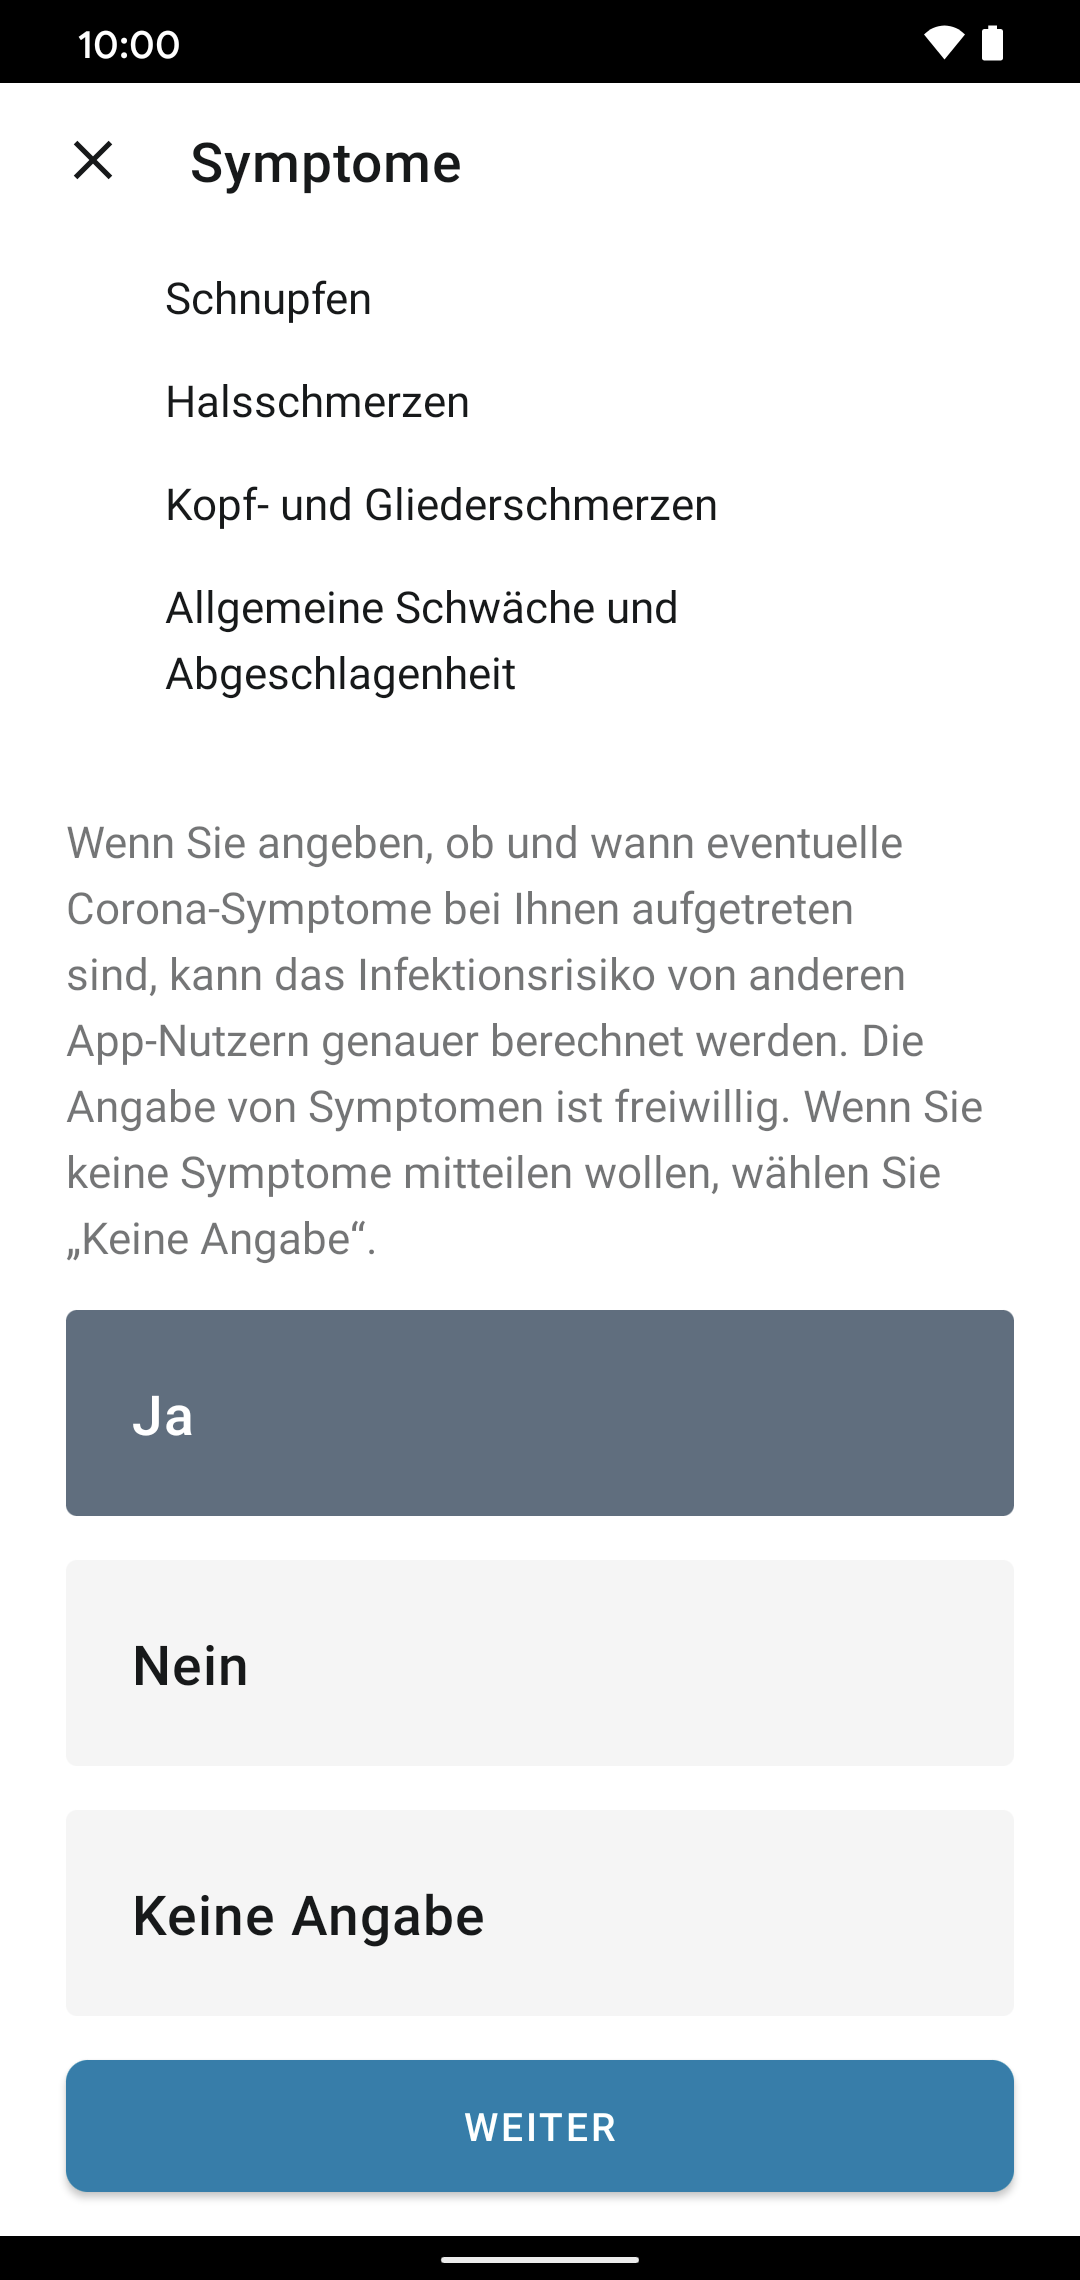 10:00
Symptome
Schnupfen
Halsschmerzen
Kopf- und Gliederschmerzen
Allgemeine Schwäche und
Abgeschlagenheit
Wenn Sie angeben, ob und wann eventuelle
Corona-Symptome bei Ihnen aufgetreten
sind, kann das Infektionsrisiko von anderen
App-Nutzern genauer berechnet werden. Die
Angabe von Symptomen ist freiwillig. Wenn Sie
keine Symptome mitteilen wollen, wählen Sie
„Keine Angabe“.
Ja
Nein
Keine Angabe
WEITER